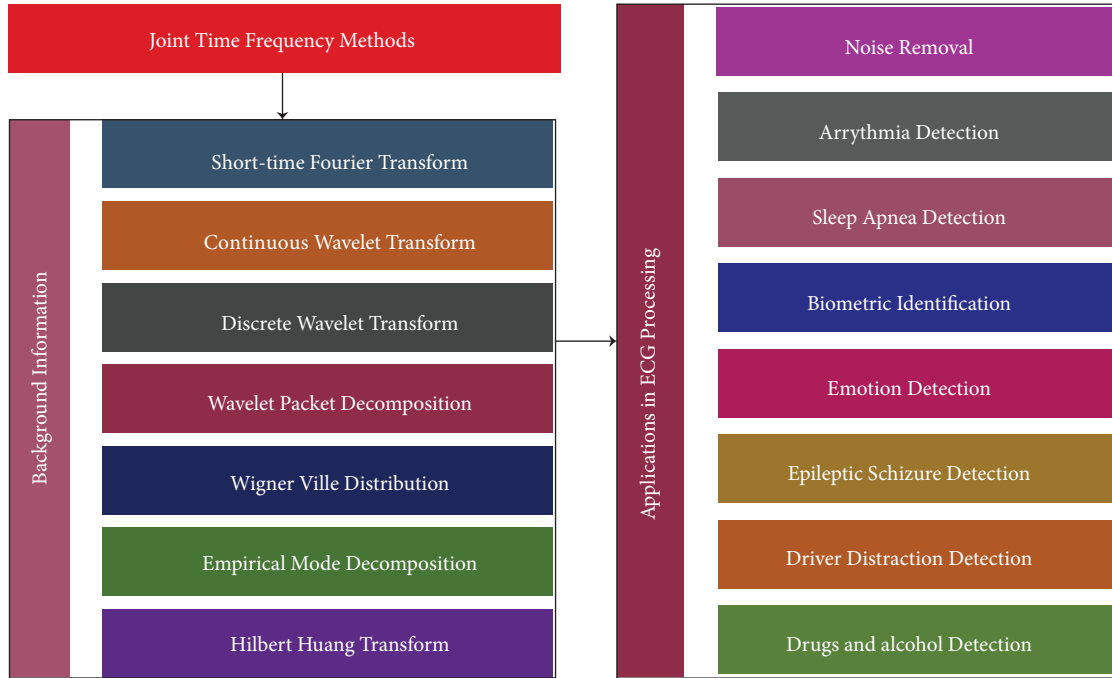 Joint Time Frequency Methods
Background Information
Short-time Fourier Transform
Continuous Wavelet Transform
Discrete Wavelet Transform
Wavelet Packet Decomposition
Wigner Ville Distribution
Empirical Mode Decomposition
Hilbert Huang Transform
Applications in ECG Processing
Noise Removal
Arrythmia Detection
Sleep Apnea Detection
Biometric Identification
Emotion Detection
Epileptic Schizure Detection
Driver Distraction Detection
Drugs and alcohol Detection